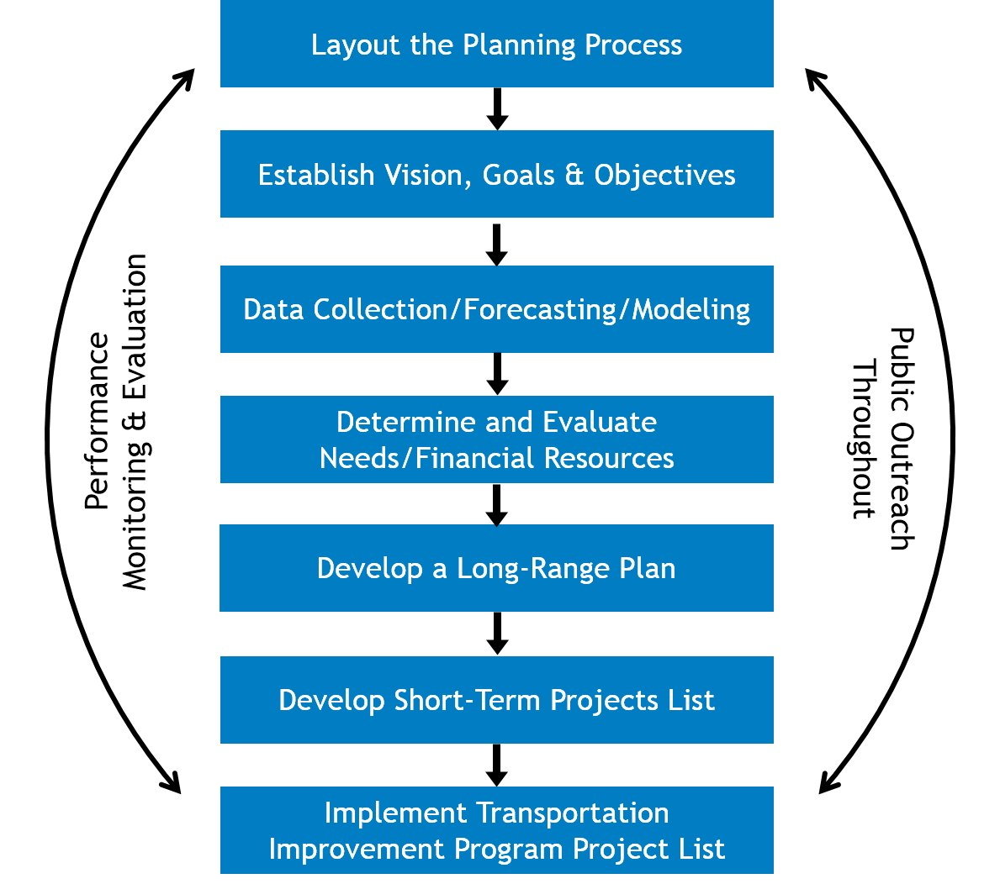 Layout the Planning Process
Establish Vision, Goals & Objectives
Data Collection/Forecasting/Modeling
Determine and Evaluate
Needs/Financial Resources
Develop a Long-Range Plan
Develop Short-Term Projects List
Implement Transportation
Improvement Program Project List
Performance
Monitoring & Evaluation
Public Outreach
Throughout